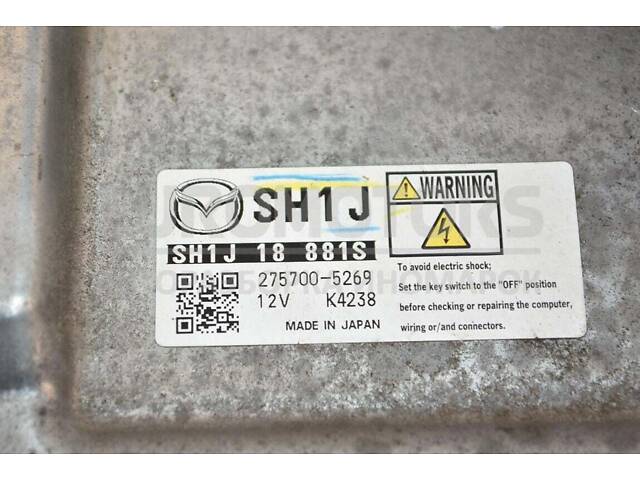 SH1J
WARNING
SH1J 18 881S
275700-5269
12V K4238
MADE IN JAPAN
To avoid electric shock;
Set the key switch to the "OFF" position
before checking or repairing the computer,
wiring or/and connectors.